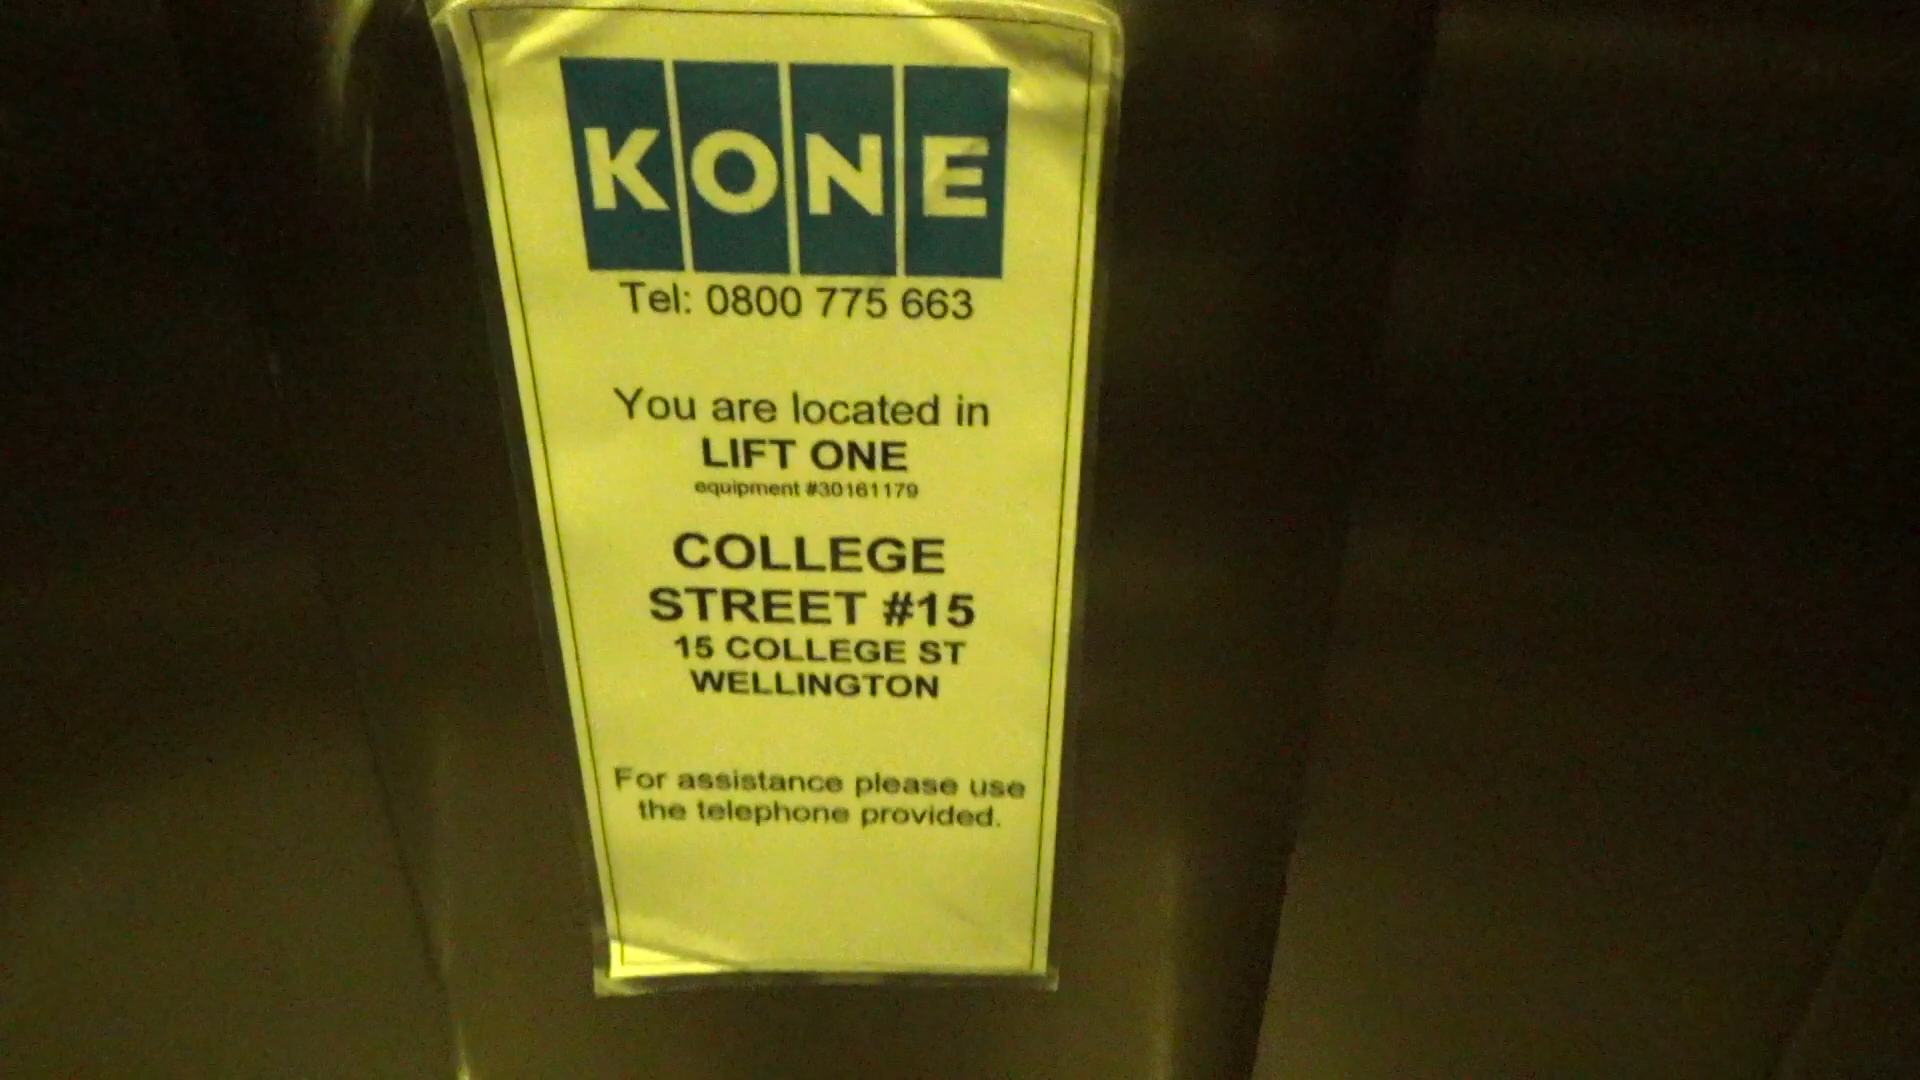 KONE
Tel: 0800 775 663
You are located in
LIFT ONE
equipment #30161179
COLLEGE
STREET #15
15 COLLEGE ST
WELLINGTON
For assistance please use
the telephone provided.